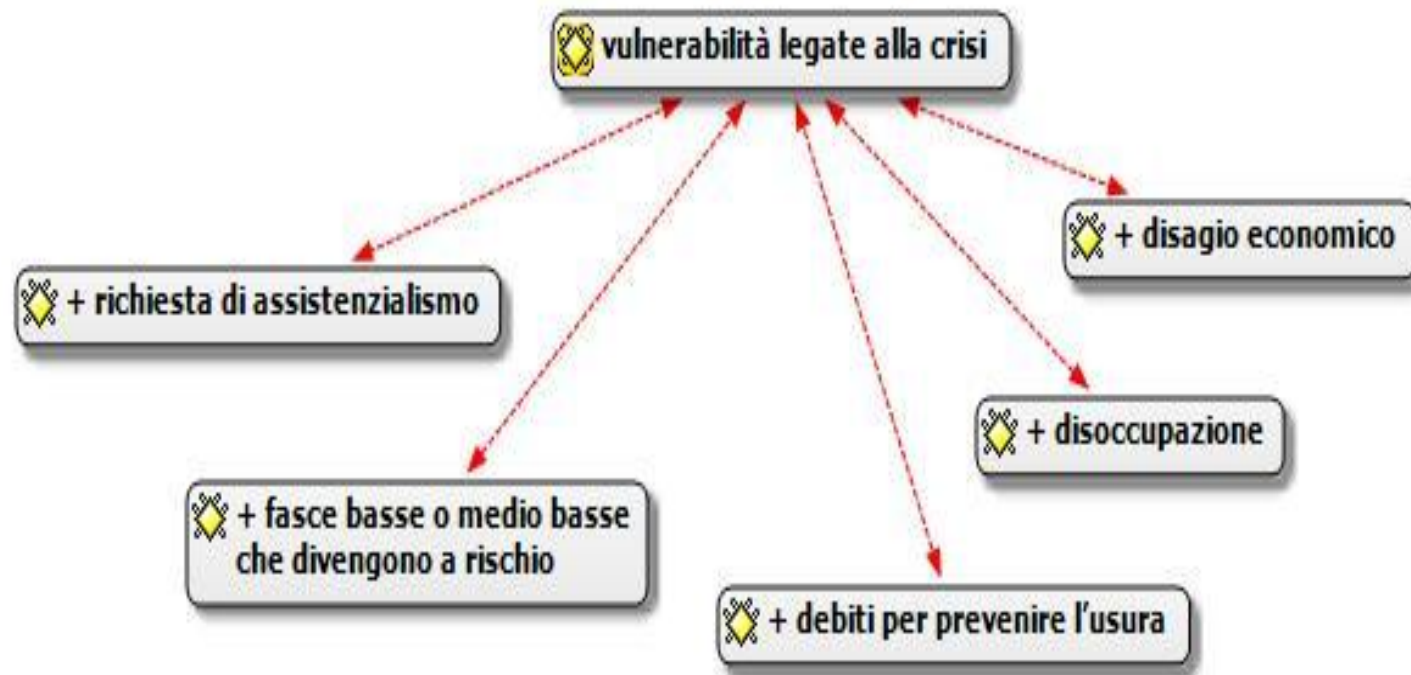 vulnerabilità legate alla crisi
+ disagio economico
+ richiesta di assistenzialismo
+ disoccupazione
+ fasce basse o medio basse
che divengono a rischio
+ debiti per prevenire l'usura